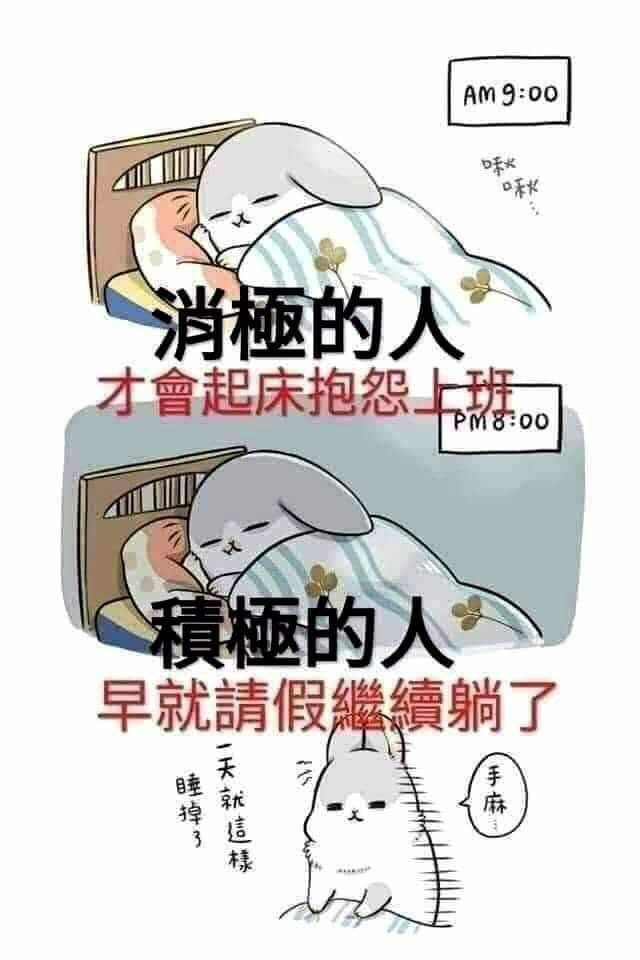 AM 9:00
啾
啾...
消極的人
才會起床抱怨上班
PM 8:00
積極的人
早就請假繼續躺了
一天就這樣
睡掉了
手麻...